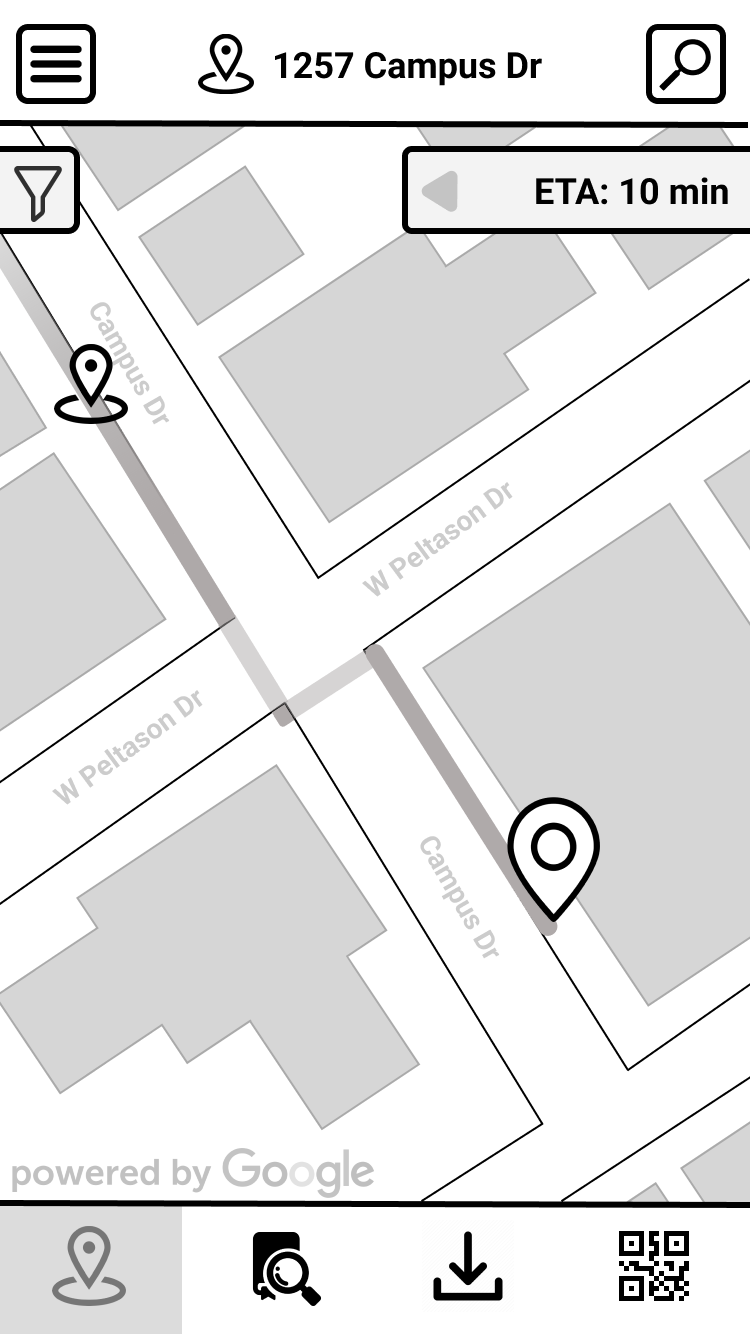 1257 Campus Dr
ETA: 10 min
Campus Dr
W Peltason Dr
W Peltason Dr
Campus Dr
powered by Google